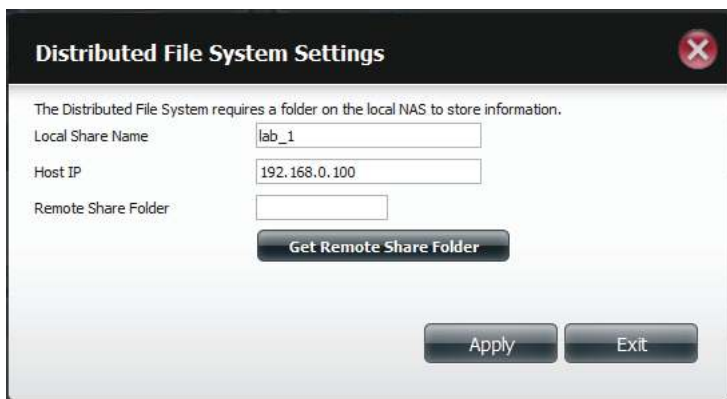 Distributed File System Settings
The Distributed File System requires a folder on the local NAS to store information.
Local Share Name lab_1
Host IP 192.168.0.100
Remote Share Folder
Get Remote Share Folder
Apply Exit